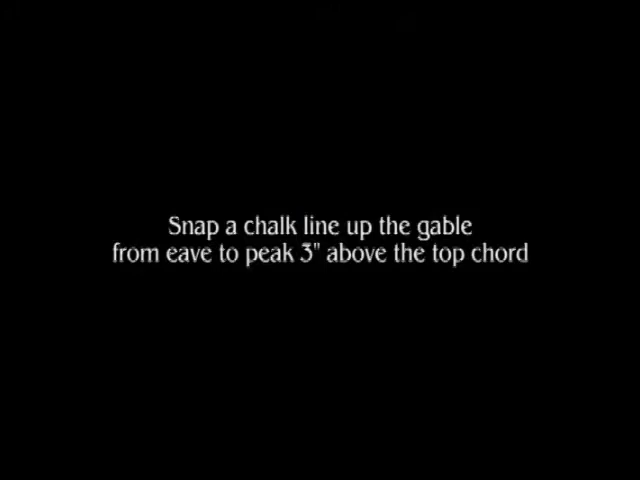 Snap a chalk line up the gable
from eave to peak 3" above the top chord